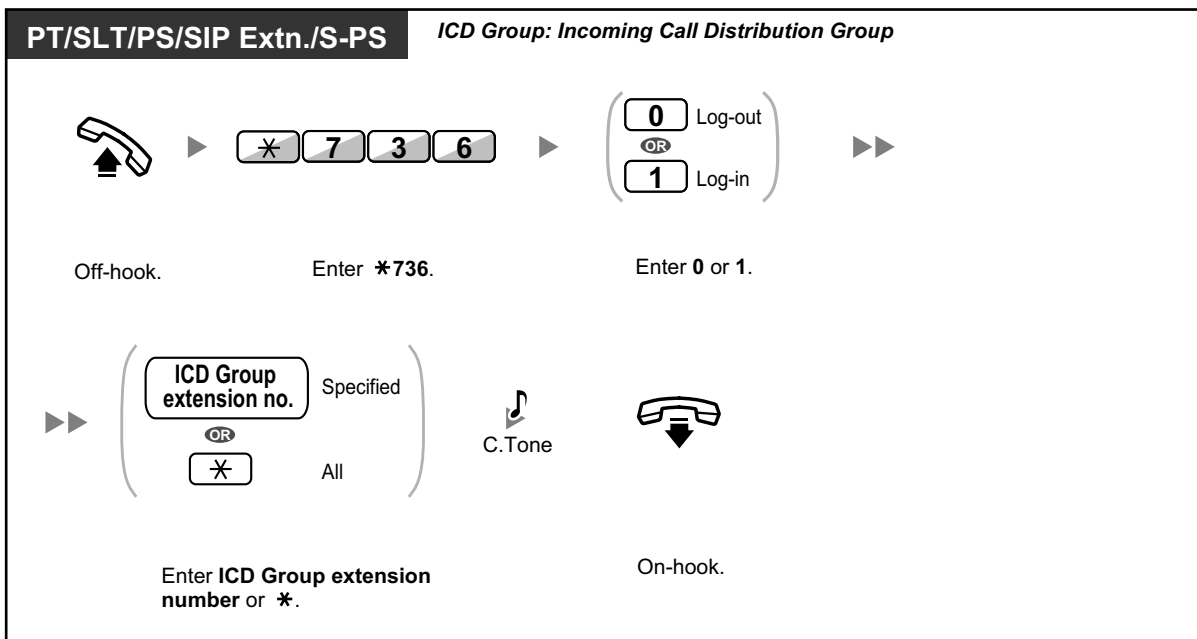 PT/SLT/PS/SIP Extn./S-PS
ICD Group: Incoming Call Distribution Group
* 7 3 6
0 Log-out
OR
1 Log-in
Off-hook.
Enter *736.
Enter 0 or 1.
ICD Group
extension no.
Specified
OR
* All
C.Tone
Enter ICD Group extension
number or *.
On-hook.